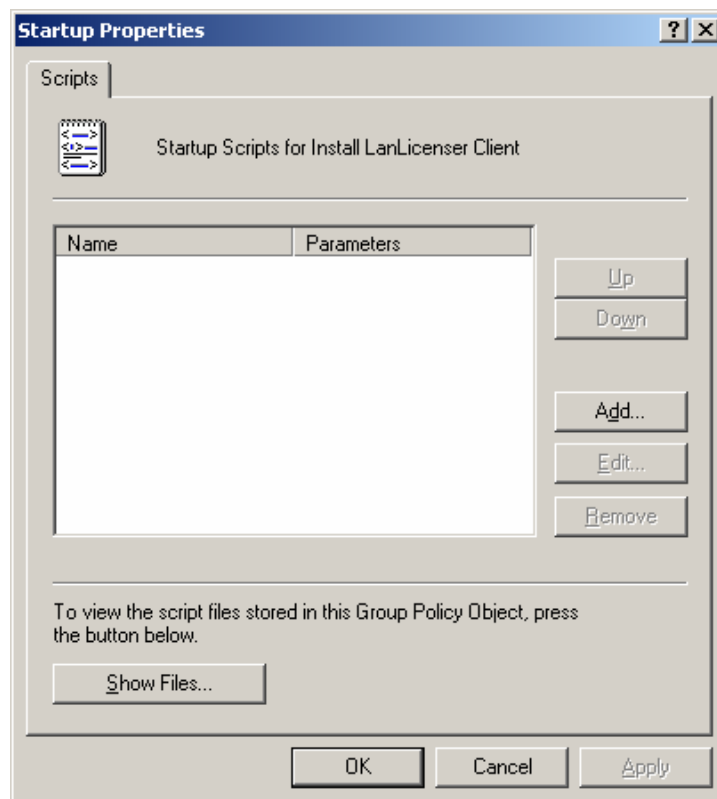 Startup Properties
Scripts
Startup Scripts for Install LanLicenser Client
Name Parameters
Up
Down
Add...
Edit...
Remove
To view the script files stored in this Group Policy Object, press
the button below.
Show Files...
OK Cancel Apply